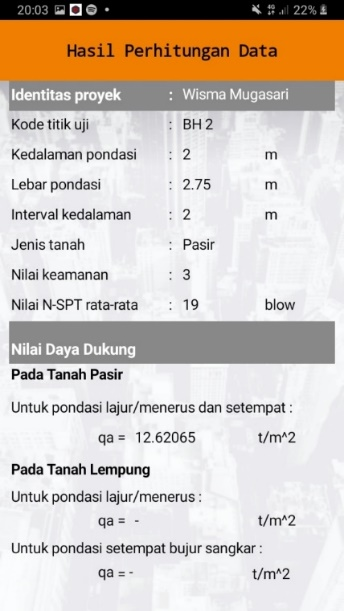 20:03 4G 22%
Hasil Perhitungan Data
Identitas proyek : Wisma Mugasari
Kode titik uji : BH 2
Kedalaman pondasi : 2 m
Lebar pondasi : 2.75 m
Interval kedalaman : 2 m
Jenis tanah : Pasir
Nilai keamanan : 3
Nilai N-SPT rata-rata : 19 blow
Nilai Daya Dukung
Pada Tanah Pasir
Untuk pondasi lajur/menerus dan setempat :
qa = 12.62065 t/m^2
Pada Tanah Lempung
Untuk pondasi lajur/menerus :
qa = - t/m^2
Untuk pondasi setempat bujur sangkar :
qa = - t/m^2